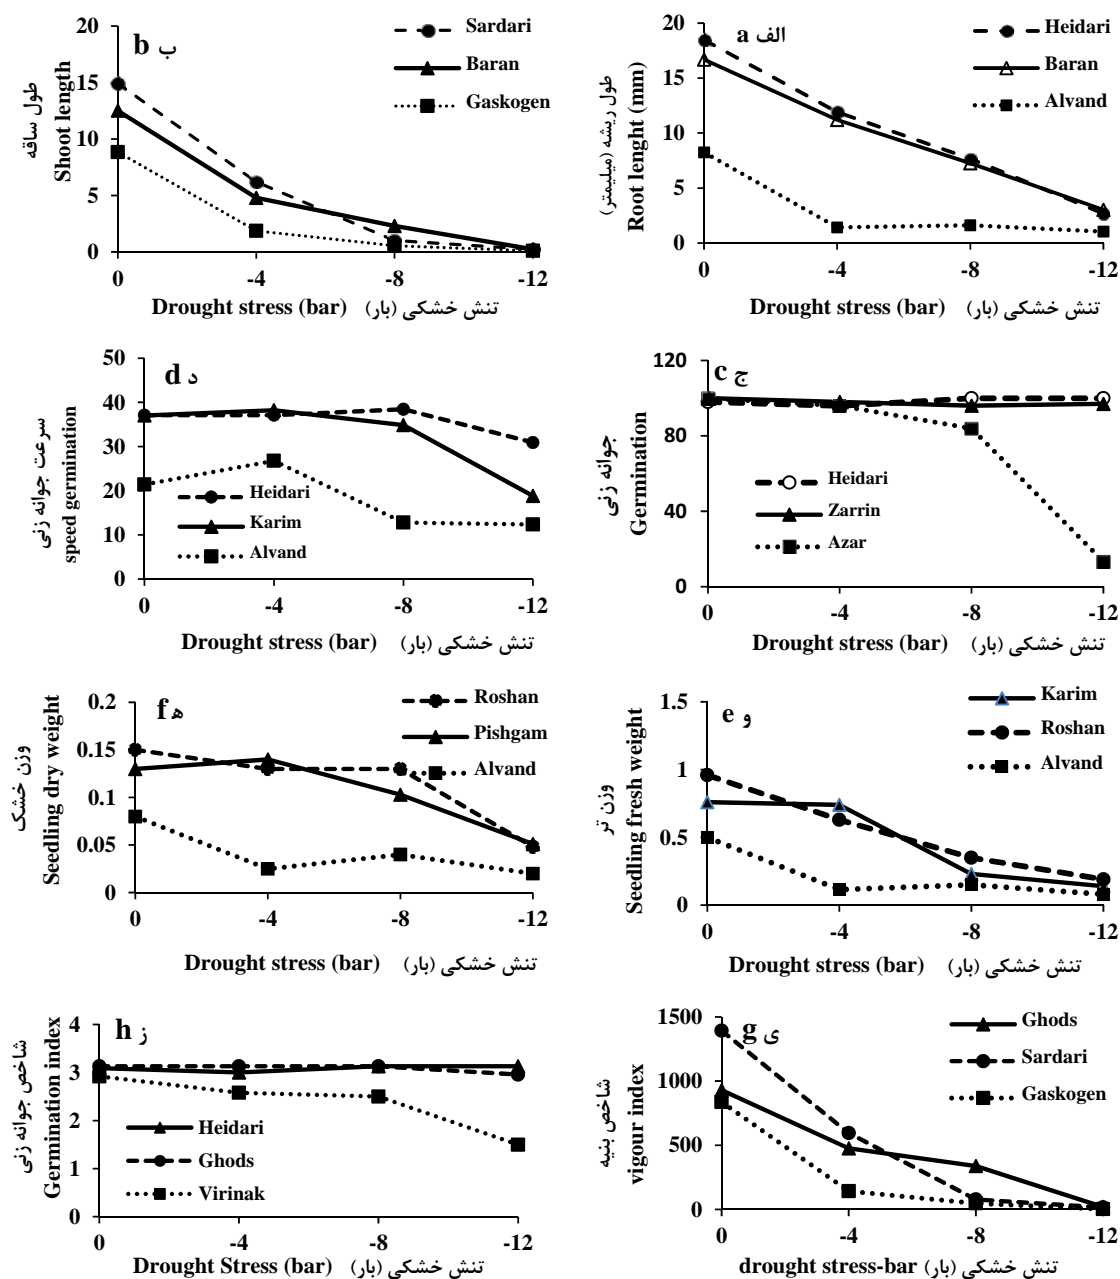 ب b
20
15
10
5
0
0 -4 -8 -12
طول ساقه
Shoot length
Sardari
Baran
Gaskogen
Drought stress (bar) تنش خشکی (بار)
الف a
20
15
10
5
0
0 -4 -8 -12
طول ریشه (میلیمتر)
Root lenght (mm)
Heidari
Baran
Alvand
Drought stress (bar) تنش خشکی (بار)
د d
50
40
30
20
10
0
0 -4 -8 -12
سرعت جوانه زنی
speed germination
Heidari
Karim
Alvand
Drought stress (bar) تنش خشکی (بار)
ج c
120
80
40
0
0 -4 -8 -12
جوانه زنی
Germination
Heidari
Zarrin
Azar
Drought stress (bar) تنش خشکی (بار)
ه f
0.2
0.15
0.1
0.05
0
0 -4 -8 -12
وزن خشک
Seedling dry weight
Roshan
Pishgam
Alvand
Drought stress (bar) تنش خشکی (بار)
و e
1.5
1
0.5
0
0 -4 -8 -12
وزن تر
Seedling fresh weight
Karim
Roshan
Alvand
Drought stress (bar) تنش خشکی (بار)
ز h
4
3
2
1
0
0 -4 -8 -12
شاخص جوانه زنی
Germination index
Heidari
Ghods
Virinak
Drought Stress (bar) تنش خشکی (بار)
ی g
1500
1000
500
0
0 -4 -8 -12
شاخص بنیه
vigour index
Ghods
Sardari
Gaskogen
drought stress-bar تنش خشکی (بار)